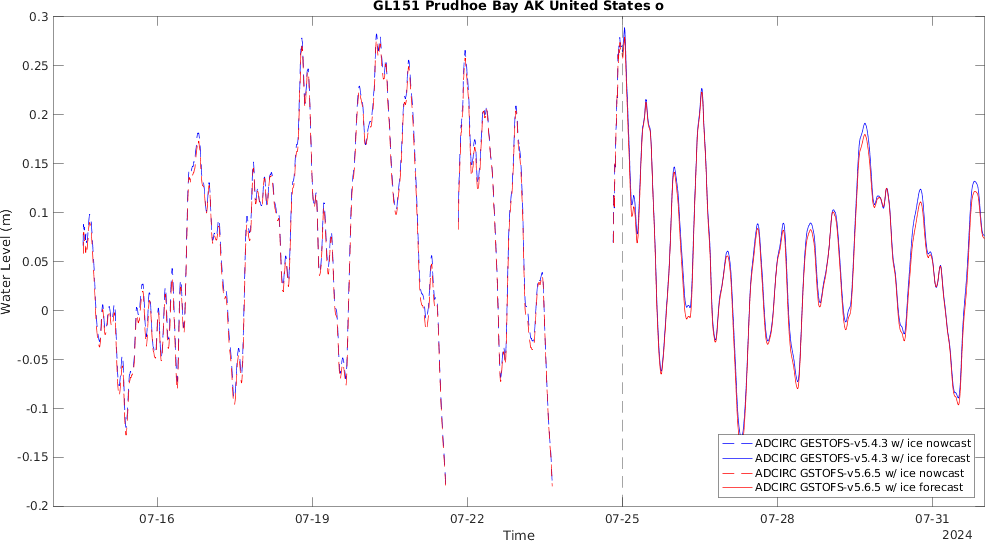 GL151 Prudhoe Bay AK United States o
0.3
0.25
0.2
0.15
0.1
0.05
0
-0.05
-0.1
-0.15
-0.2
Water Level (m)
ADCIRC GESTOFS-v5.4.3 w/ ice nowcast
ADCIRC GESTOFS-v5.4.3 w/ ice forecast
ADCIRC GSTOFS-v5.6.5 w/ ice nowcast
ADCIRC GSTOFS-v5.6.5 w/ ice forecast
07-16 07-19 07-22 07-25 07-28 07-31
Time
2024